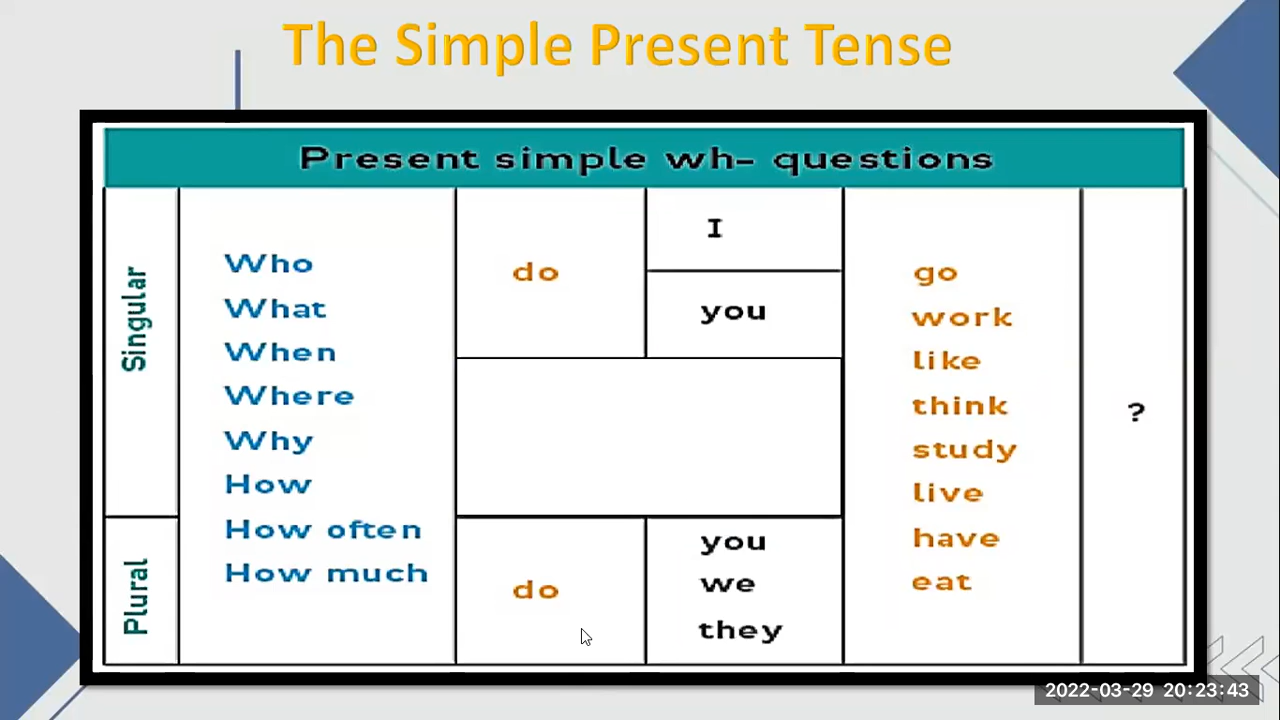 The Simple Present Tense
Present simple wh- questions
Singular
Who
What
When
Where
Why
How
How often
How much
do
I
you
go
work
like
think
study
live
have
eat
?
Plural
do
you
we
they
2022-03-29 20:23:43